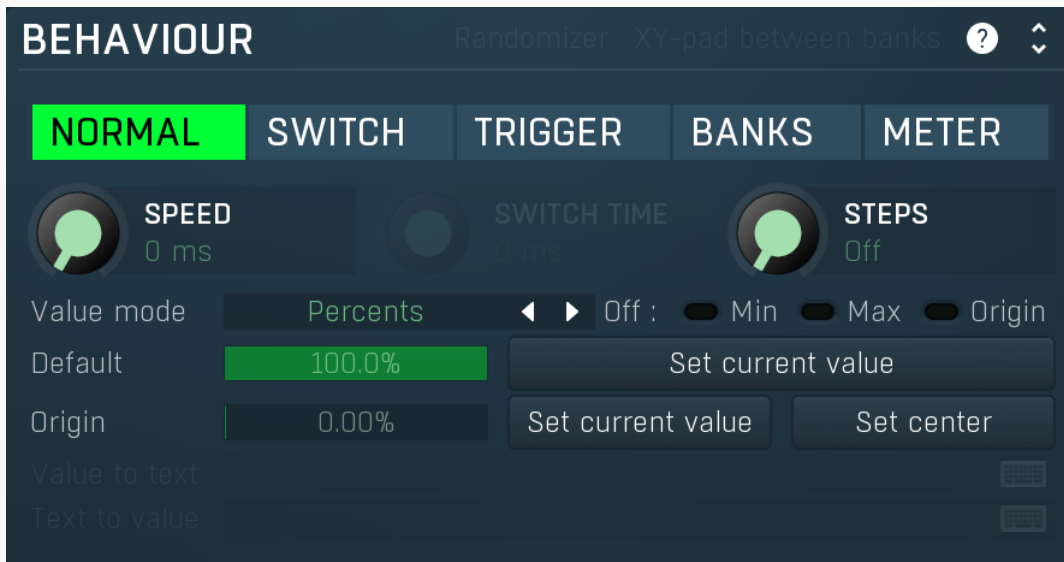 BEHAVIOUR Randomizer XY-pad between banks ?
NORMAL SWITCH TRIGGER BANKS METER
SPEED SWITCH TIME STEPS
0 ms 0 ms Off
Value mode Percents Off : Min Max Origin
Default 100.0% Set current value
Origin 0.00% Set current value Set center
Value to text
Text to value